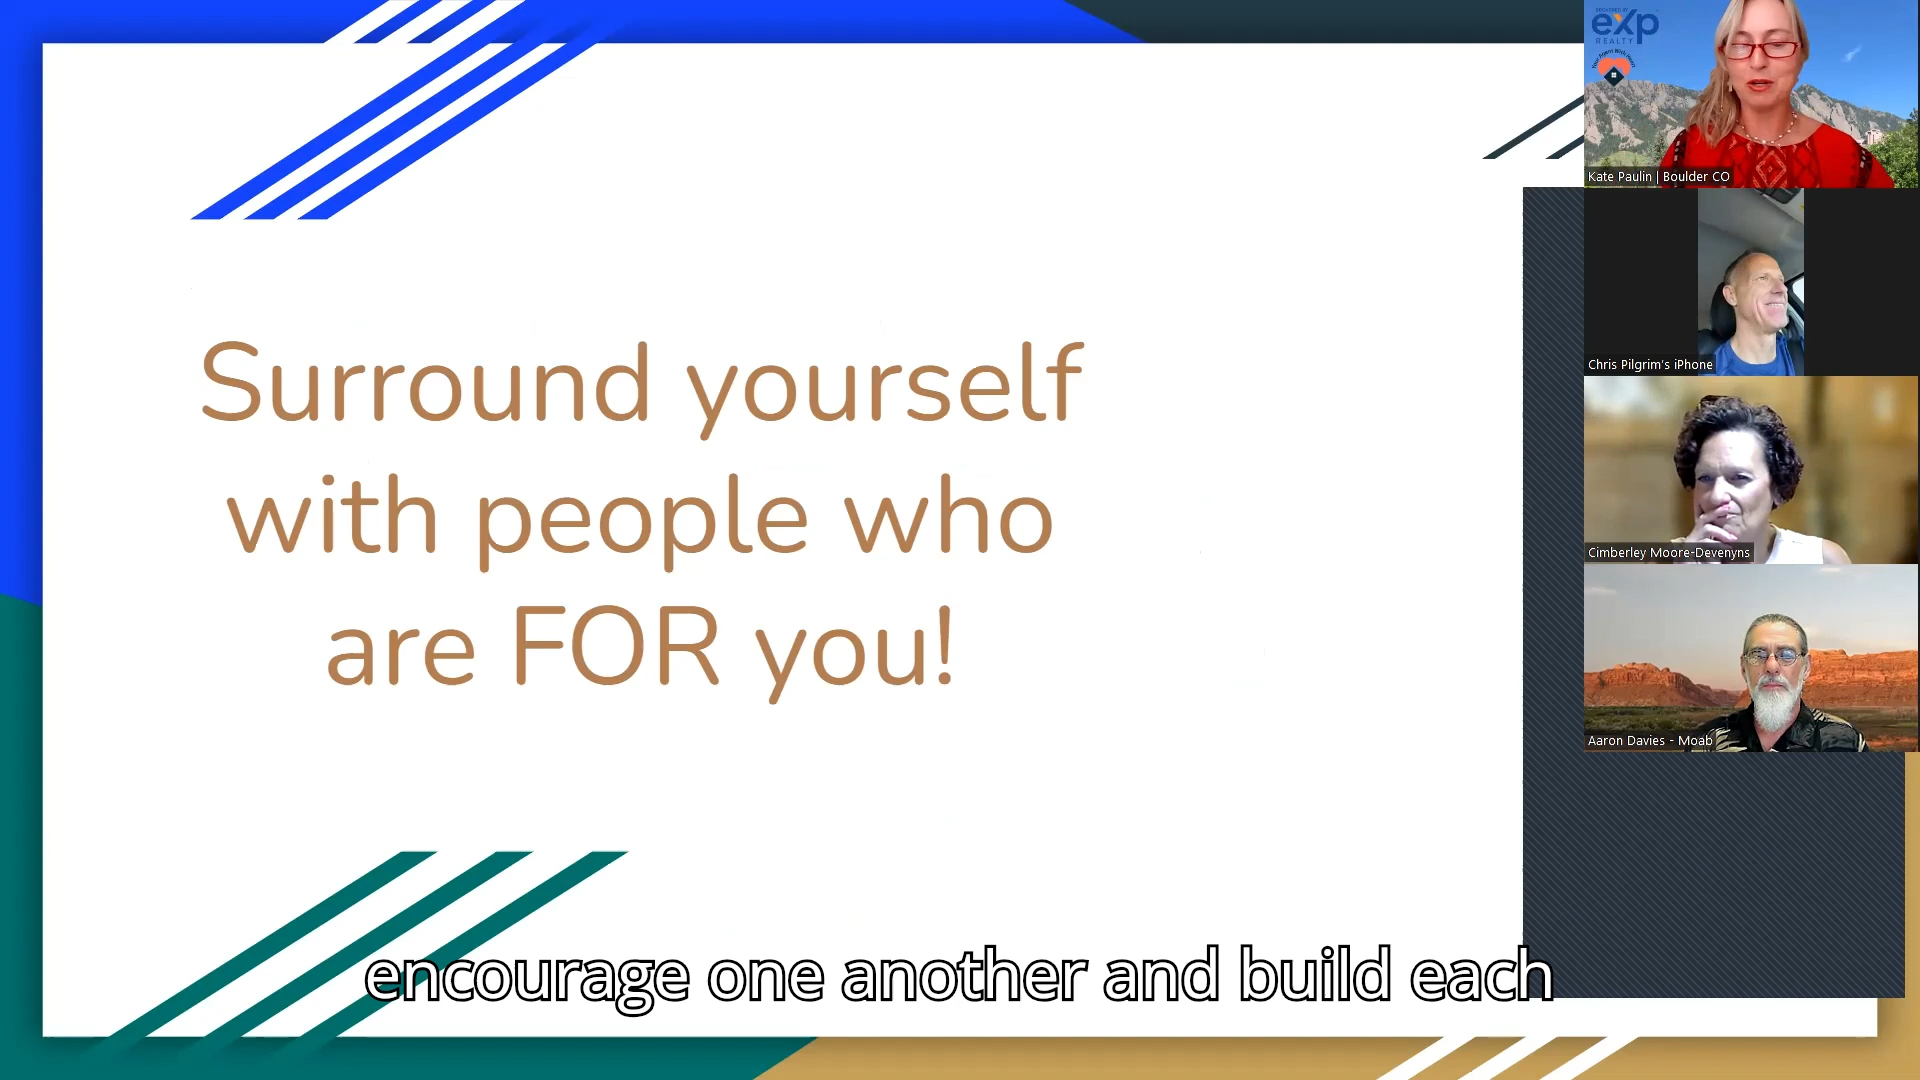 Surround yourself
with people who
are FOR you!
encourage one another and build each
eXp
REALTY
Kate Paulin | Boulder CO
Chris Pilgrim's iPhone
Cimberley Moore-Devenyns
Aaron Davies - Moab